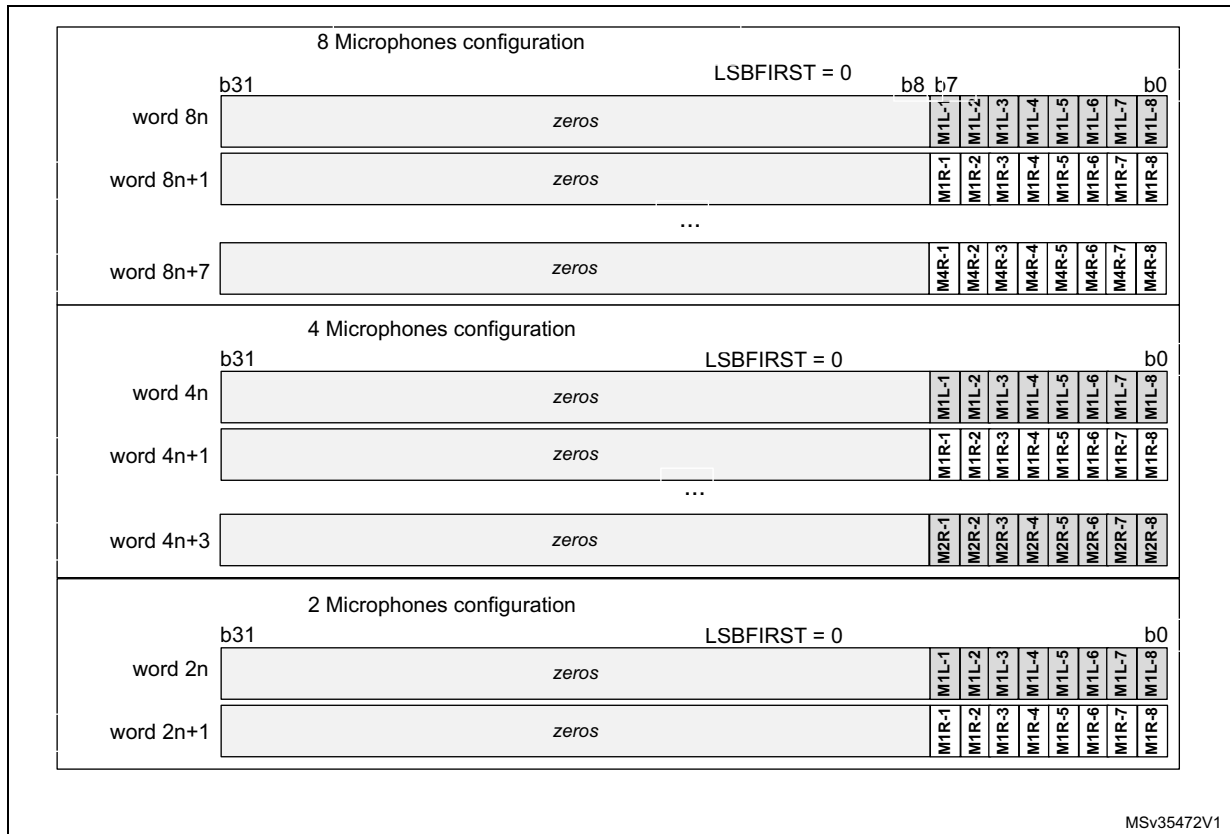 8 Microphones configuration
LSBFIRST = 0
b31 b8 b7 b0
word 8n zeros M1L-1 M1L-2 M1L-3 M1L-4 M1L-5 M1L-6 M1L-7 M1L-8
word 8n+1 zeros M1R-1 M1R-2 M1R-3 M1R-4 M1R-5 M1R-6 M1R-7 M1R-8
...
word 8n+7 zeros M4R-1 M4R-2 M4R-3 M4R-4 M4R-5 M4R-6 M4R-7 M4R-8
4 Microphones configuration
b31 LSBFIRST = 0 b0
word 4n zeros M1L-1 M1L-2 M1L-3 M1L-4 M1L-5 M1L-6 M1L-7 M1L-8
word 4n+1 zeros M1R-1 M1R-2 M1R-3 M1R-4 M1R-5 M1R-6 M1R-7 M1R-8
...
word 4n+3 zeros M2R-1 M2R-2 M2R-3 M2R-4 M2R-5 M2R-6 M2R-7 M2R-8
2 Microphones configuration
b31 LSBFIRST = 0 b0
word 2n zeros M1L-1 M1L-2 M1L-3 M1L-4 M1L-5 M1L-6 M1L-7 M1L-8
word 2n+1 zeros M1R-1 M1R-2 M1R-3 M1R-4 M1R-5 M1R-6 M1R-7 M1R-8
MSv35472V1